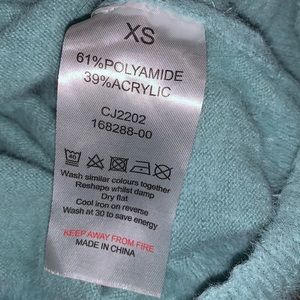 XS
61%POLYAMIDE
39%ACRYLIC
CJ2202
168288-00
40
Wash similar colours together
Reshape whilst damp
Dry flat
Cool iron on reverse
Wash at 30 to save energy
KEEP AWAY FROM FIRE
MADE IN CHINA